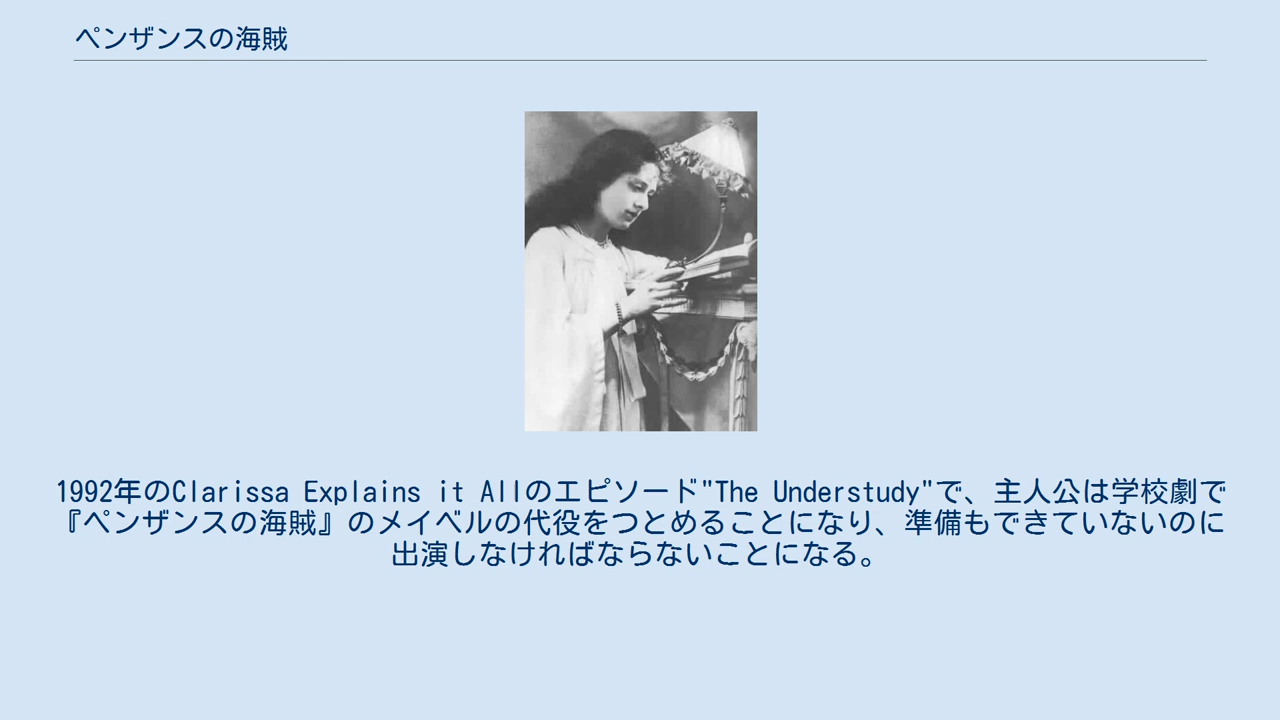 ペンザンスの海賊
1992年のClarissa Explains it Allのエピソード"The Understudy"で、主人公は学校劇で
『ペンザンスの海賊』のメイベルの代役をつとめることになり、準備もできていないのに
出演しなければならないことになる。